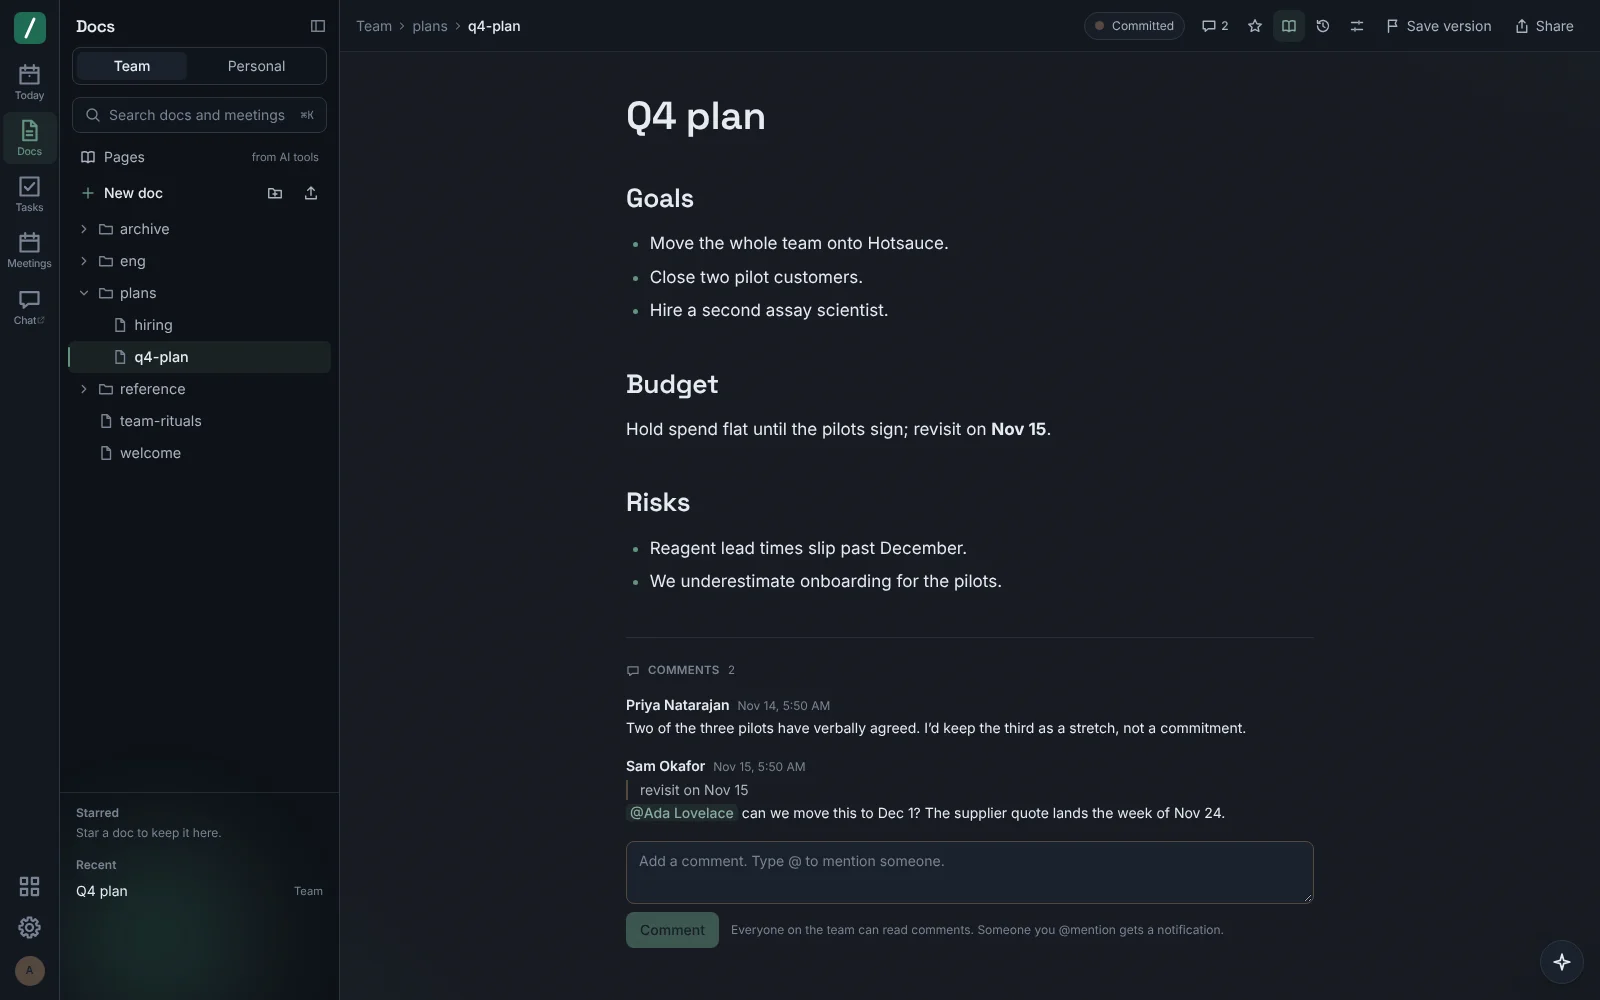 Docs
Team
Personal
Search docs and meetings ⌘K
Pages
from AI tools
New doc
archive
eng
plans
hiring
q4-plan
reference
team-rituals
welcome
Starred
Star a doc to keep it here.
Recent
Q4 plan
Team
Today
Docs
Tasks
Meetings
Chat
A
Team > plans > q4-plan
Committed
2
Save version
Share
Q4 plan
Goals
• Move the whole team onto Hotsauce.
• Close two pilot customers.
• Hire a second assay scientist.
Budget
Hold spend flat until the pilots sign; revisit on Nov 15.
Risks
• Reagent lead times slip past December.
• We underestimate onboarding for the pilots.
COMMENTS 2
Priya Natarajan Nov 14, 5:50 AM
Two of the three pilots have verbally agreed. I’d keep the third as a stretch, not a commitment.
Sam Okafor Nov 15, 5:50 AM
revisit on Nov 15
@Ada Lovelace can we move this to Dec 1? The supplier quote lands the week of Nov 24.
Add a comment. Type @ to mention someone.
Comment
Everyone on the team can read comments. Someone you @mention gets a notification.